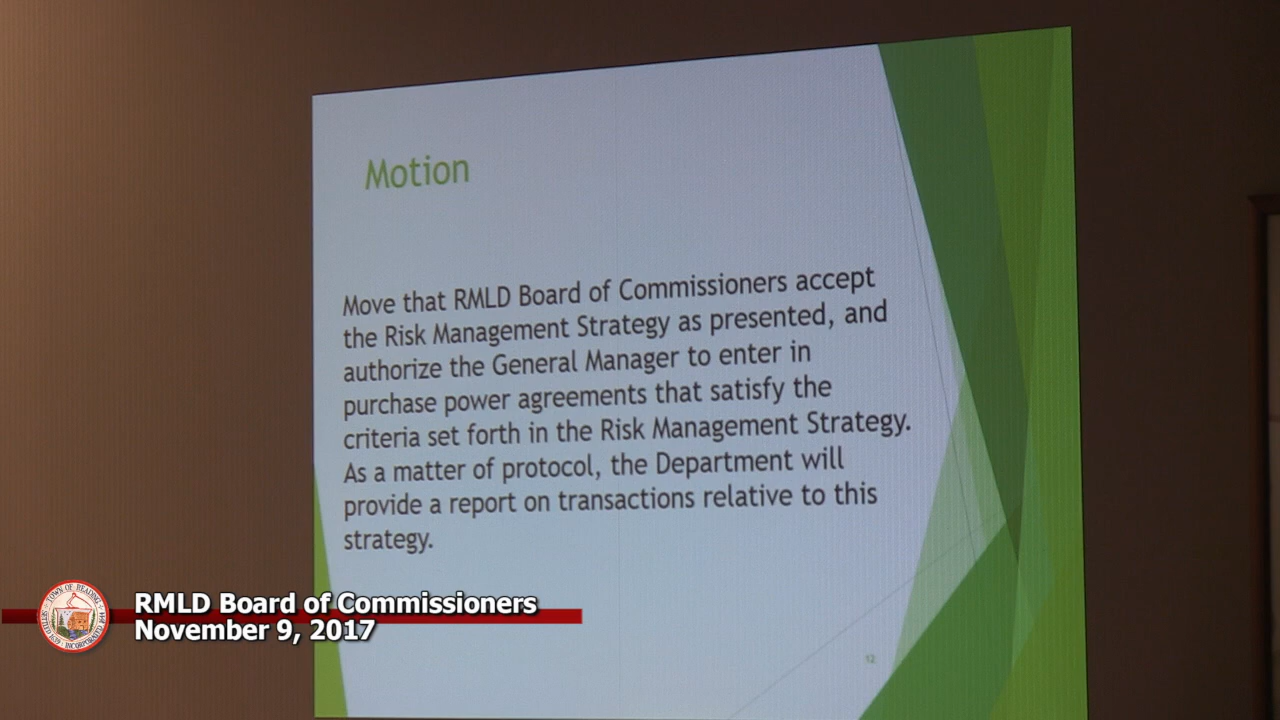 Motion
Move that RMLD Board of Commissioners accept
the Risk Management Strategy as presented, and
authorize the General Manager to enter in
purchase power agreements that satisfy the
criteria set forth in the Risk Management Strategy.
As a matter of protocol, the Department will
provide a report on transactions relative to this
strategy.
12
TOWN OF READING
RMLD Board of Commissioners
November 9, 2017